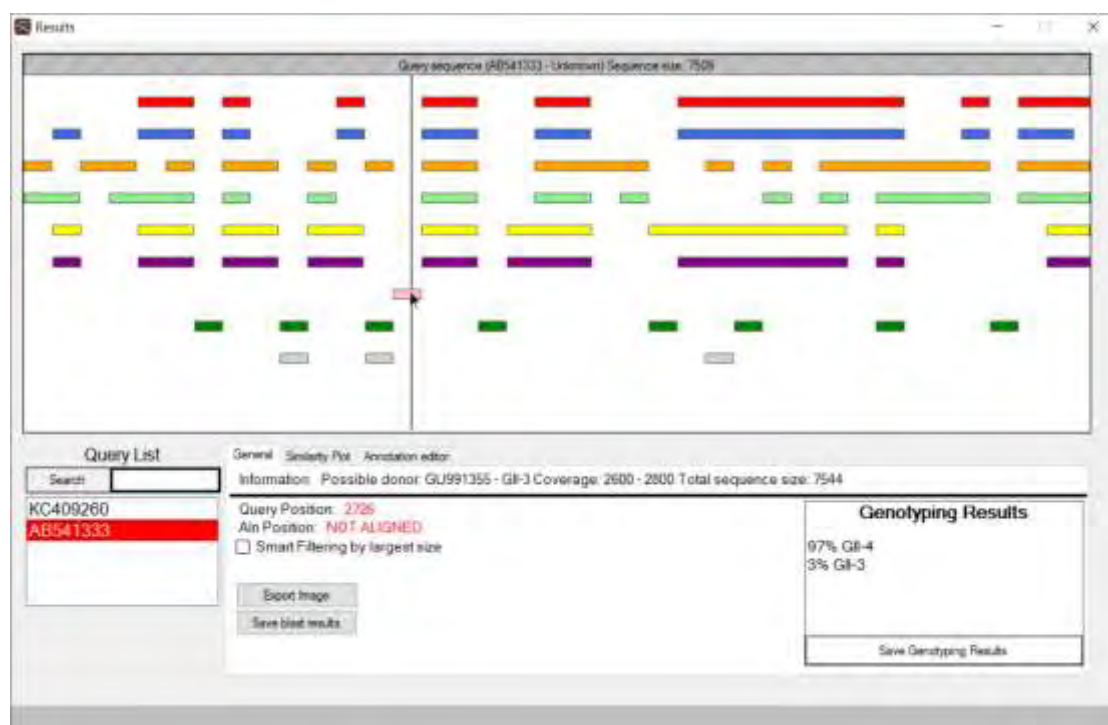 Results
Query sequence (AB541333 - Unknown) Sequence size: 7509
Query List
Search
KC409260
AB541333
General Similarity Plot Annotation editor
Information: Possible donor: GU991355 - GII-3 Coverage: 2600 - 2800 Total sequence size: 7544
Query Position: 2726
Aln Position: NOT ALIGNED
Smart Filtering by largest size
Export Image
Save blast results
Genotyping Results
97% GII-4
3% GII-3
Save Genotyping Results